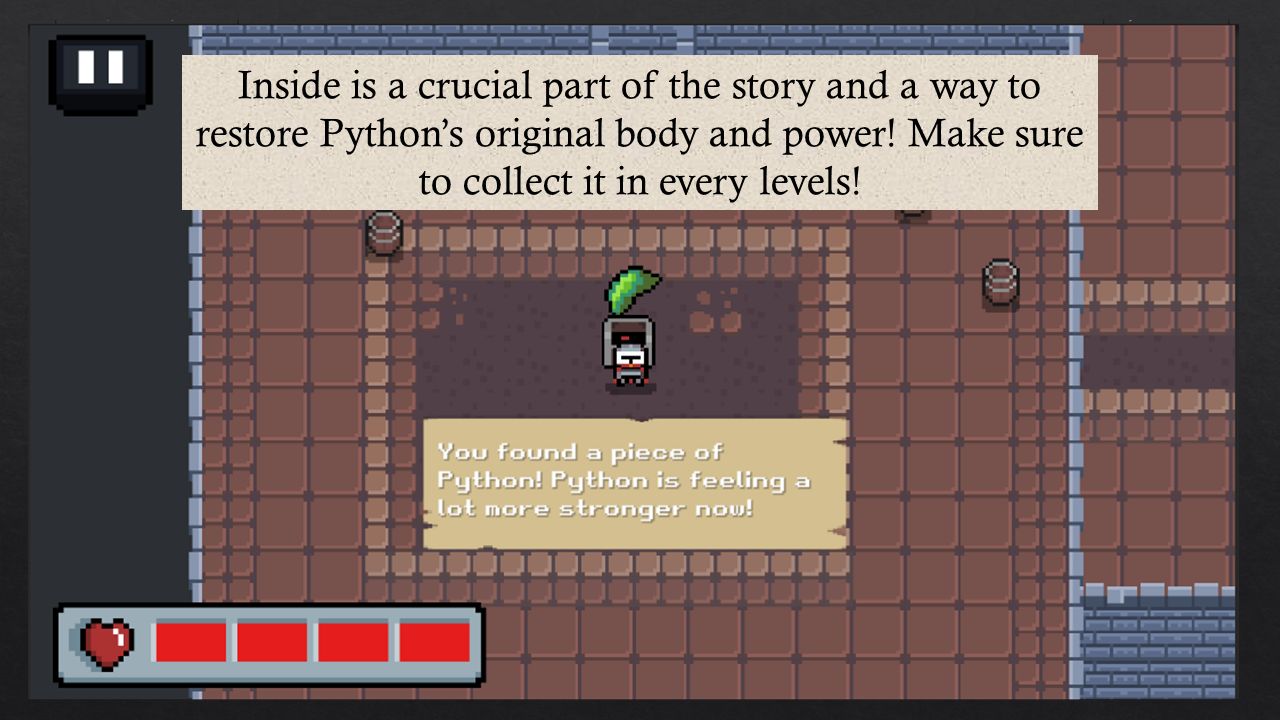 Inside is a crucial part of the story and a way to
restore Python’s original body and power! Make sure
to collect it in every levels!
You found a piece of
Python! Python is feeling a
lot more stronger now!